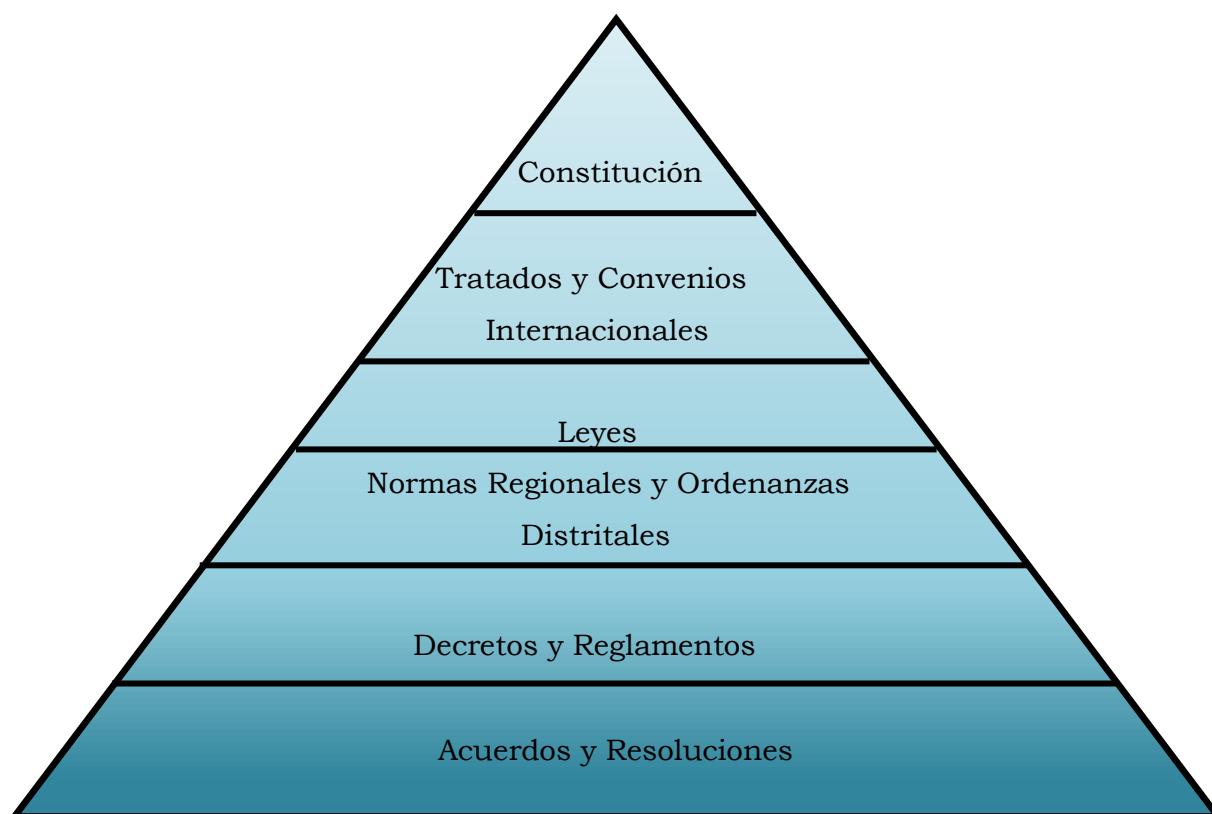 Constitución
Tratados y Convenios
Internacionales
Leyes
Normas Regionales y Ordenanzas
Distritales
Decretos y Reglamentos
Acuerdos y Resoluciones